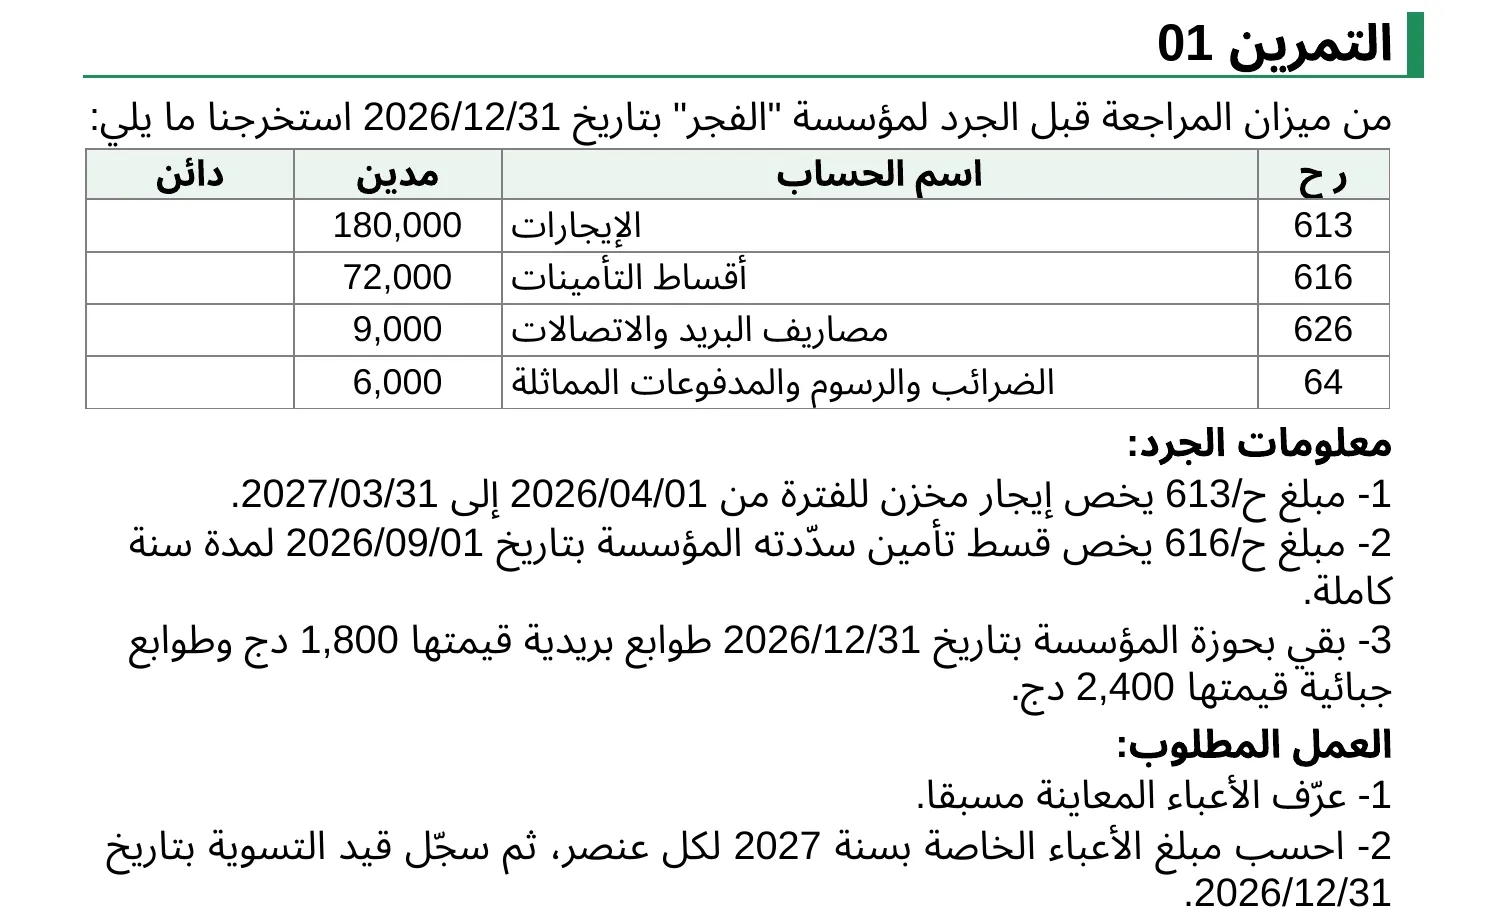 التمرين 01
من ميزان المراجعة قبل الجرد لمؤسسة "الفجر" بتاريخ 2026/12/31 استخرجنا ما يلي:
ر ح اسم الحساب مدين دائن
613 الإيجارات 180,000
616 أقساط التأمينات 72,000
626 مصاريف البريد والاتصالات 9,000
64 الضرائب والرسوم والمدفوعات المماثلة 6,000
معلومات الجرد:
1- مبلغ ح/613 يخص إيجار مخزن للفترة من 2026/04/01 إلى 2027/03/31.
2- مبلغ ح/616 يخص قسط تأمين سدّدته المؤسسة بتاريخ 2026/09/01 لمدة سنة
كاملة.
3- بقي بحوزة المؤسسة بتاريخ 2026/12/31 طوابع بريدية قيمتها 1,800 دج وطوابع
جبائية قيمتها 2,400 دج.
العمل المطلوب:
1- عرّف الأعباء المعاينة مسبقا.
2- احسب مبلغ الأعباء الخاصة بسنة 2027 لكل عنصر، ثم سجّل قيد التسوية بتاريخ
2026/12/31.